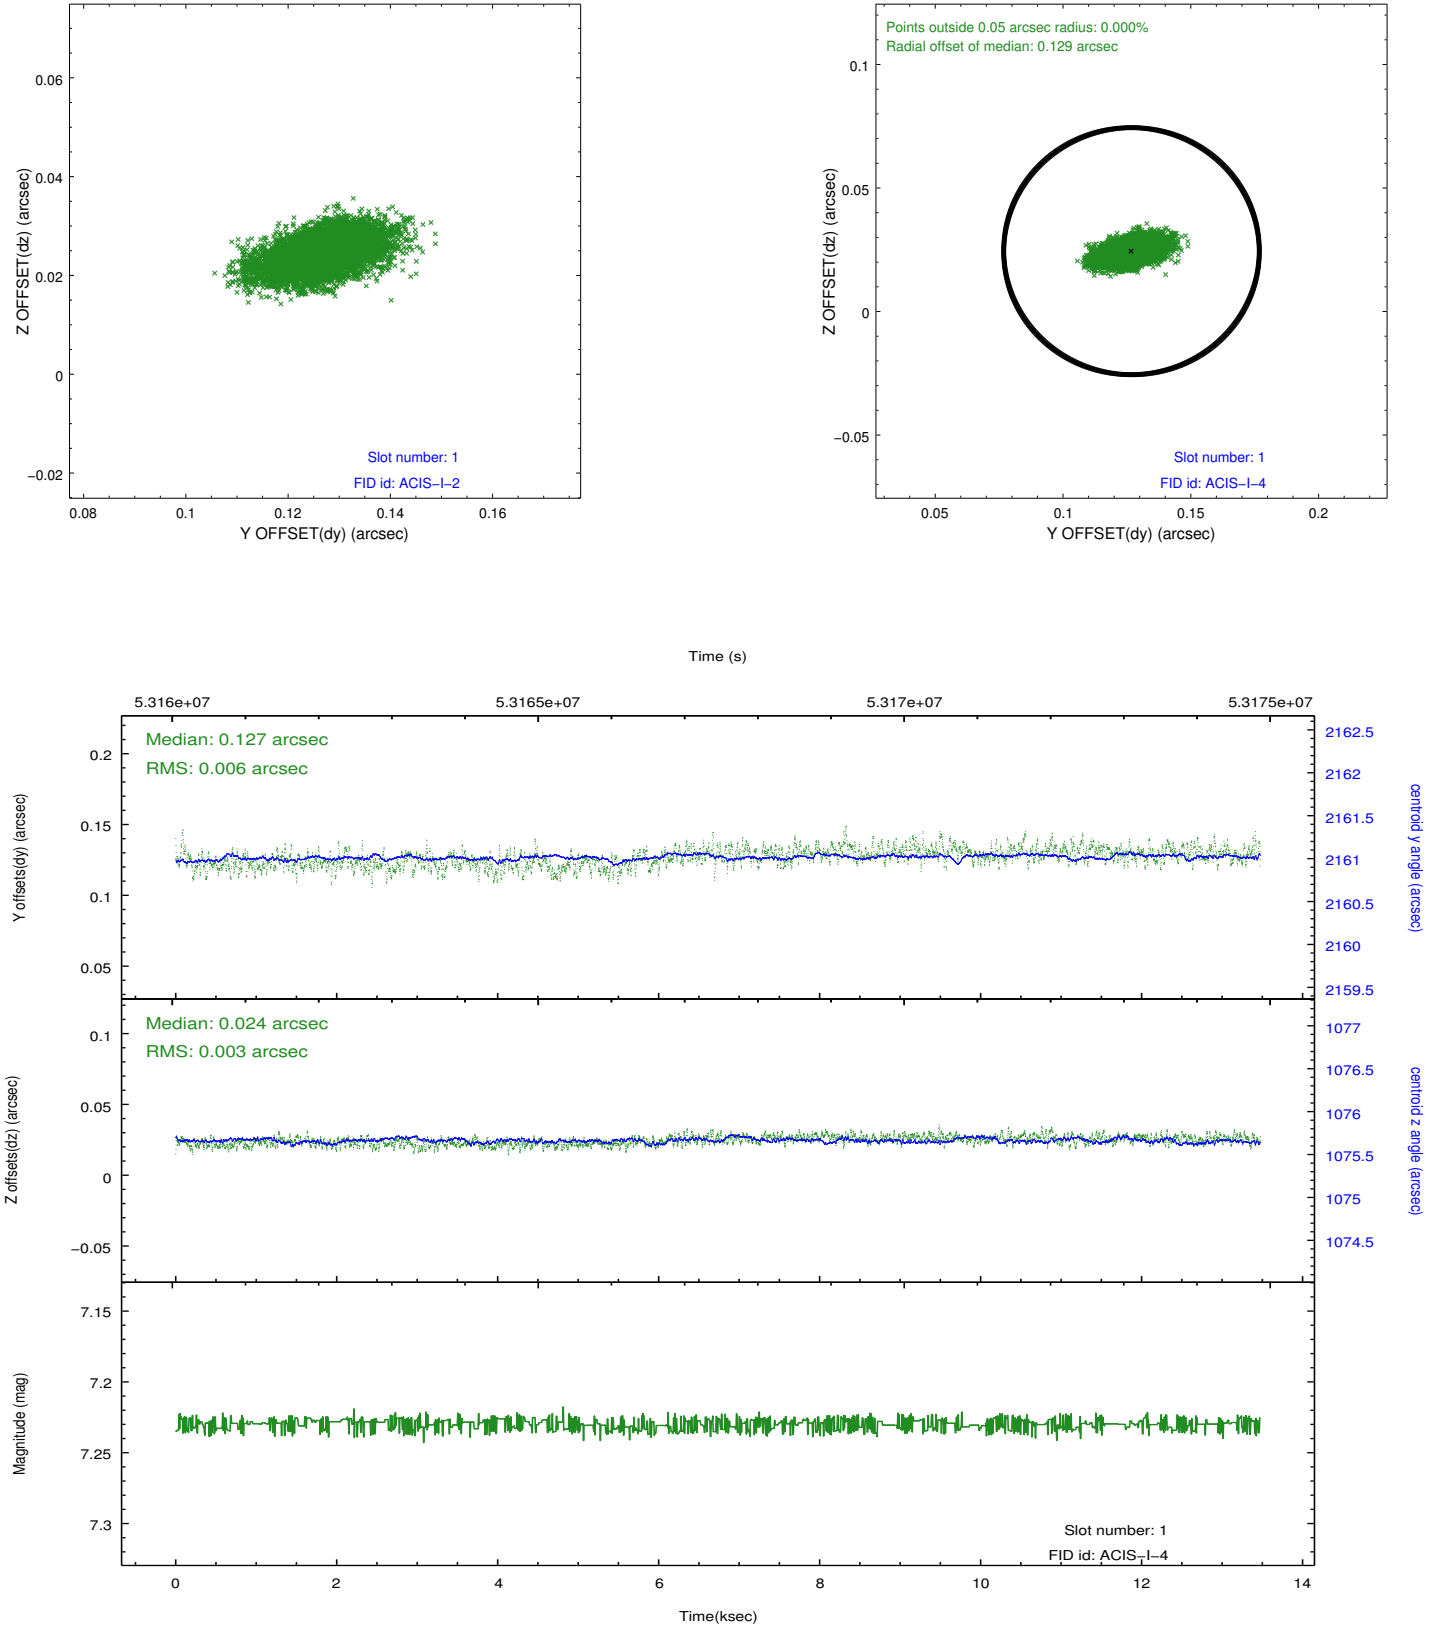 0.06
0.04
0.02
0
−0.02
Z OFFSET(dz) (arcsec)
Slot number: 1
FID id: ACIS−I−2
0.08
0.1
0.12
0.14
0.16
Y OFFSET(dy) (arcsec)
Points outside 0.05 arcsec radius: 0.000%
Radial offset of median: 0.129 arcsec
0.1
0.05
0
−0.05
Z OFFSET(dz) (arcsec)
Slot number: 1
FID id: ACIS−I−4
0.05
0.1
0.15
0.2
Y OFFSET(dy) (arcsec)
Time (s)
5.316e+07
5.3165e+07
5.317e+07
5.3175e+07
Median: 0.127 arcsec
RMS: 0.006 arcsec
0.2
0.15
0.1
0.05
Y offsets(dy) (arcsec)
2162.5
2162
2161.5
2161
2160.5
2160
2159.5
centroid y angle (arcsec)
Median: 0.024 arcsec
RMS: 0.003 arcsec
0.1
0.05
0
−0.05
Z offsets(dz) (arcsec)
1077
1076.5
1076
1075.5
1075
1074.5
centroid z angle (arcsec)
7.15
7.2
7.25
7.3
Magnitude (mag)
Slot number: 1
FID id: ACIS−I−4
0
2
4
6
8
10
12
14
Time(ksec)